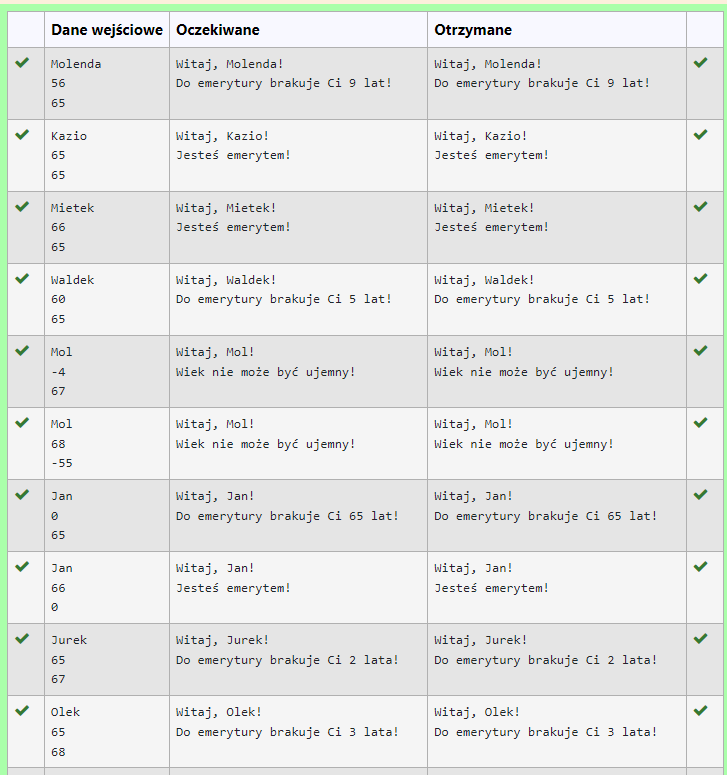 Dane wejściowe Oczekiwane Otrzymane
Molenda Witaj, Molenda! Witaj, Molenda!
56 Do emerytury brakuje Ci 9 lat! Do emerytury brakuje Ci 9 lat!
65
Kazio Witaj, Kazio! Witaj, Kazio!
65 Jesteś emerytem! Jesteś emerytem!
65
Mietek Witaj, Mietek! Witaj, Mietek!
66 Jesteś emerytem! Jesteś emerytem!
65
Waldek Witaj, Waldek! Witaj, Waldek!
60 Do emerytury brakuje Ci 5 lat! Do emerytury brakuje Ci 5 lat!
65
Mol Witaj, Mol! Witaj, Mol!
-4 Wiek nie może być ujemny! Wiek nie może być ujemny!
67
Mol Witaj, Mol! Witaj, Mol!
68 Wiek nie może być ujemny! Wiek nie może być ujemny!
-55
Jan Witaj, Jan! Witaj, Jan!
0 Do emerytury brakuje Ci 65 lat! Do emerytury brakuje Ci 65 lat!
65
Jan Witaj, Jan! Witaj, Jan!
66 Jesteś emerytem! Jesteś emerytem!
0
Jurek Witaj, Jurek! Witaj, Jurek!
65 Do emerytury brakuje Ci 2 lata! Do emerytury brakuje Ci 2 lata!
67
Olek Witaj, Olek! Witaj, Olek!
65 Do emerytury brakuje Ci 3 lata! Do emerytury brakuje Ci 3 lata!
68